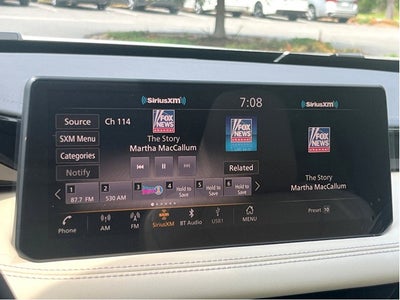 SiriusXM
7:08
SiriusXM
Source
Ch 114
FOX NEWS
FOX NEWS
FOX NEWS
SXM Menu
The Story
Martha MacCallum
The Story
Martha MacCallum
Categories
Notify
Related
1
87.7 FM
2
530 AM
3
4
Hold to Save
5
Hold to Save
6
Hold to Save
Phone
AM
FM
SiriusXM
BT Audio
USB1
MENU
Preset 10